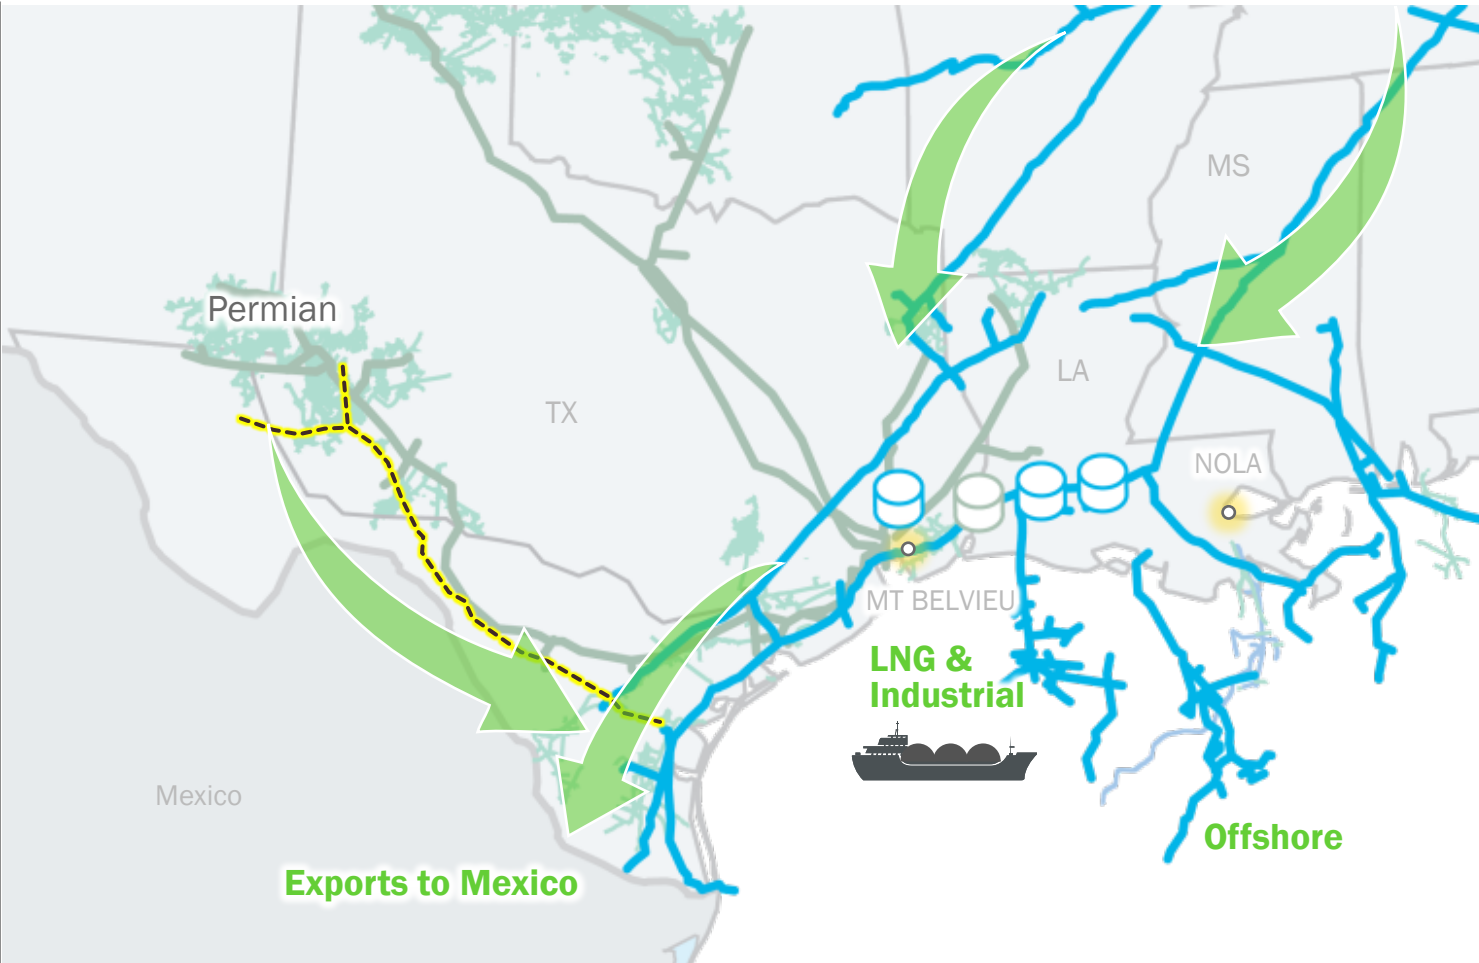 MS
Permian
LA
TX
NOLA
MT BELVIEU
LNG &
Industrial
Mexico
Offshore
Exports to Mexico